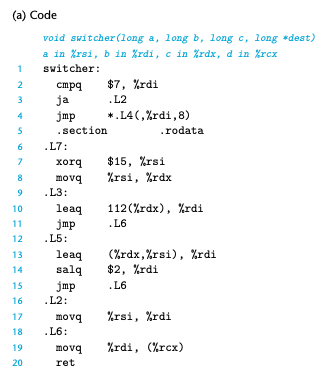 (a) Code
void switcher(long a, long b, long c, long *dest)
a in %rsi, b in %rdi, c in %rdx, d in %rcx
1 switcher:
2 cmpq $7, %rdi
3 ja .L2
4 jmp *.L4(,%rdi,8)
5 .section .rodata
6 .L7:
7 xorq $15, %rsi
8 movq %rsi, %rdx
9 .L3:
10 leaq 112(%rdx), %rdi
11 jmp .L6
12 .L5:
13 leaq (%rdx,%rsi), %rdi
14 salq $2, %rdi
15 jmp .L6
16 .L2:
17 movq %rsi, %rdi
18 .L6:
19 movq %rdi, (%rcx)
20 ret